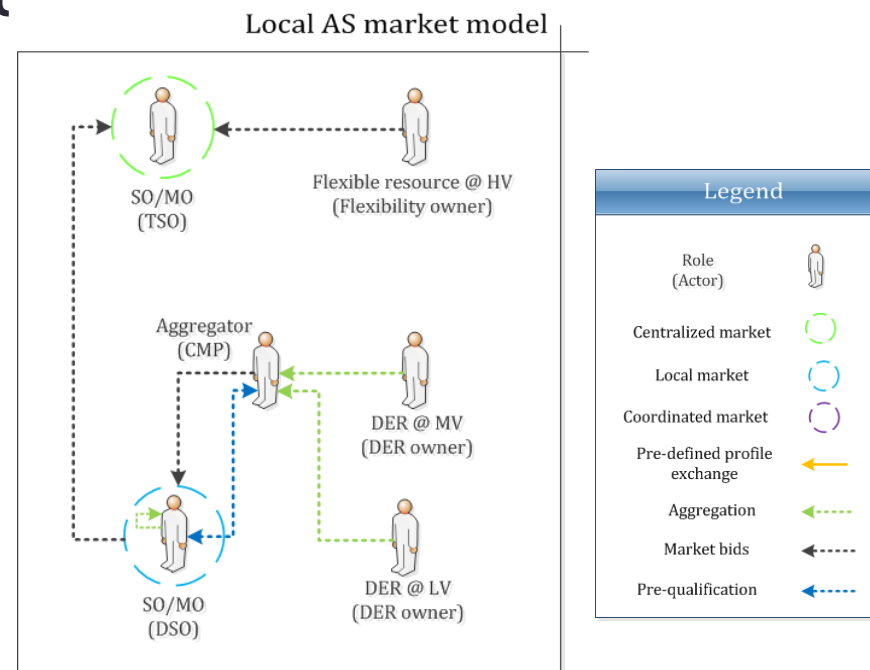 Local AS market model
SO/MO
(TSO)
Flexible resource @ HV
(Flexibility owner)
Aggregator
(CMP)
DER @ MV
(DER owner)
DER @ LV
(DER owner)
SO/MO
(DSO)
Legend
Role
(Actor)
Centralized market
Local market
Coordinated market
Pre-defined profile
exchange
Aggregation
Market bids
Pre-qualification